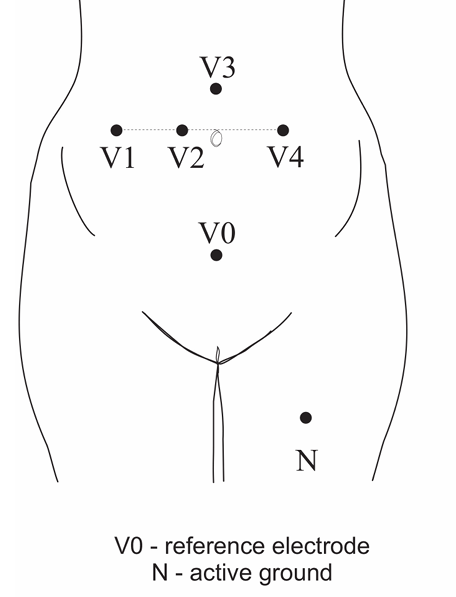 V3
V1 V2 V4
V0
N
V0 - reference electrode
N - active ground